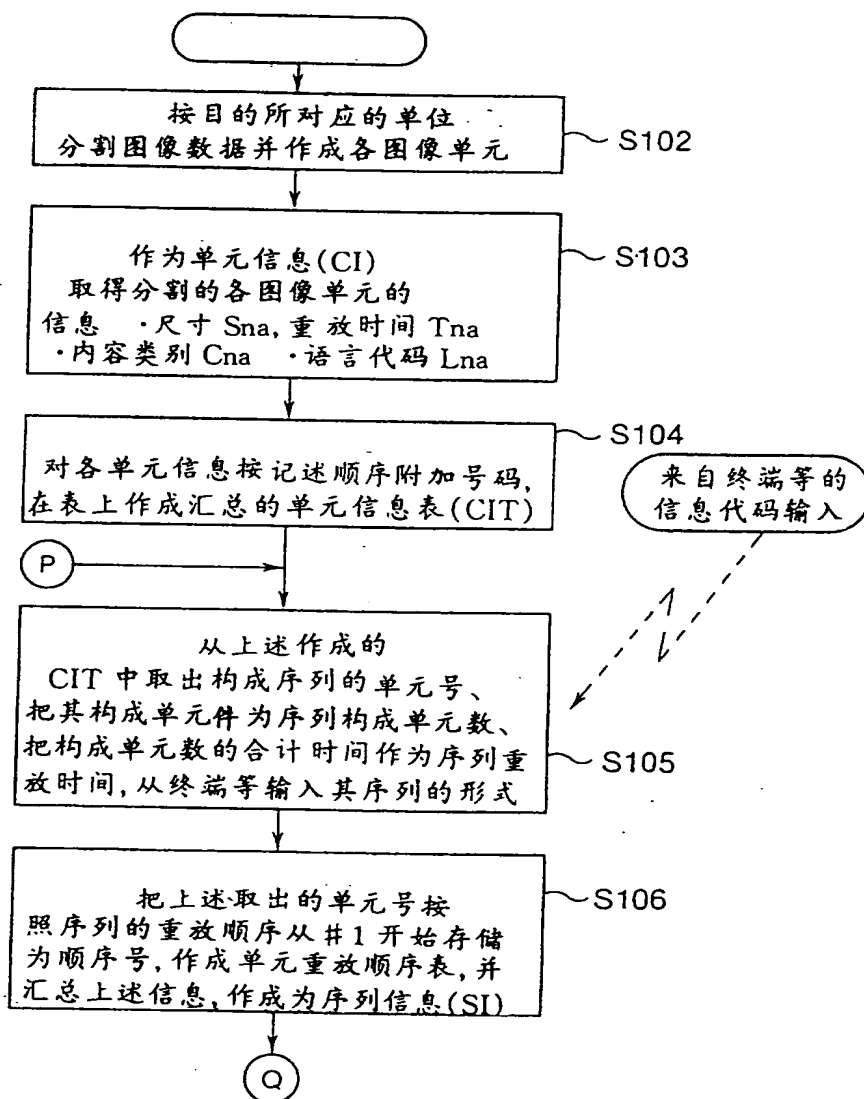 按目的所对应的单位
分割图像数据并作成各图像单元
S102
作为单元信息(CI)
取得分割的各图像单元的
信息 ·尺寸 Sna,重放时间 Tna
·内容类别 Cna ·语言代码 Lna
S103
对各单元信息按记述顺序附加号码,
在表上作成汇总的单元信息表(CIT)
S104
来自终端等的
信息代码输入
P
从上述作成的
CIT 中取出构成序列的单元号、
把其构成单元件为序列构成单元数、
把构成单元数的合计时间作为序列重
放时间,从终端等输入其序列的形式
S105
把上述取出的单元号按
照序列的重放顺序从#1开始存储
为顺序号,作成单元重放顺序表,并
汇总上述信息,作成为序列信息(SI)
S106
Q